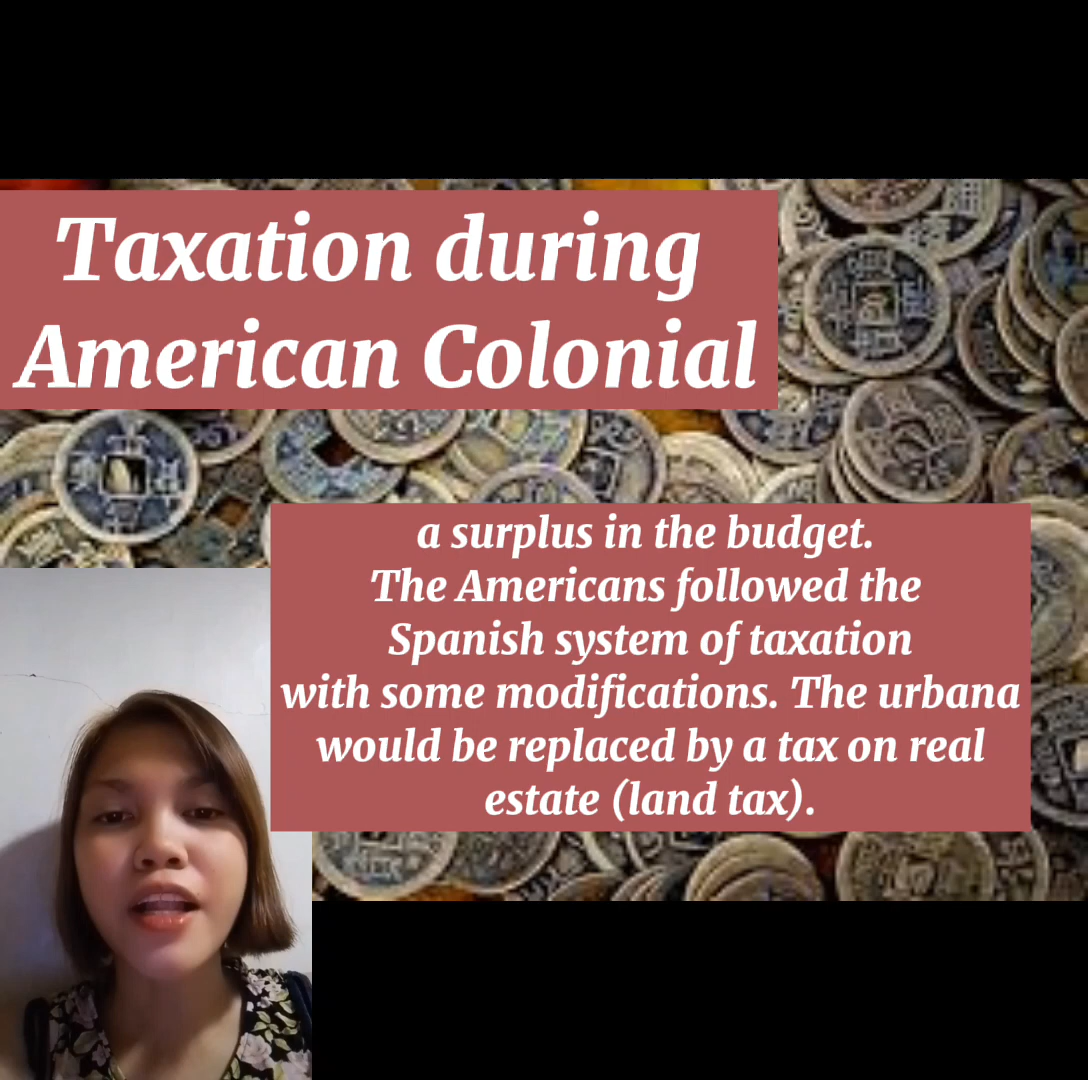 Taxation during
American Colonial
a surplus in the budget.
The Americans followed the
Spanish system of taxation
with some modifications. The urbana
would be replaced by a tax on real
estate (land tax).